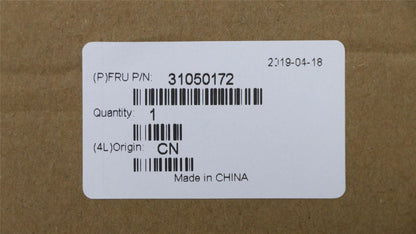 2019-04-18
(P)FRU P/N: 31050172
Quantity: 1
(4L)Origin: CN
Made in CHINA